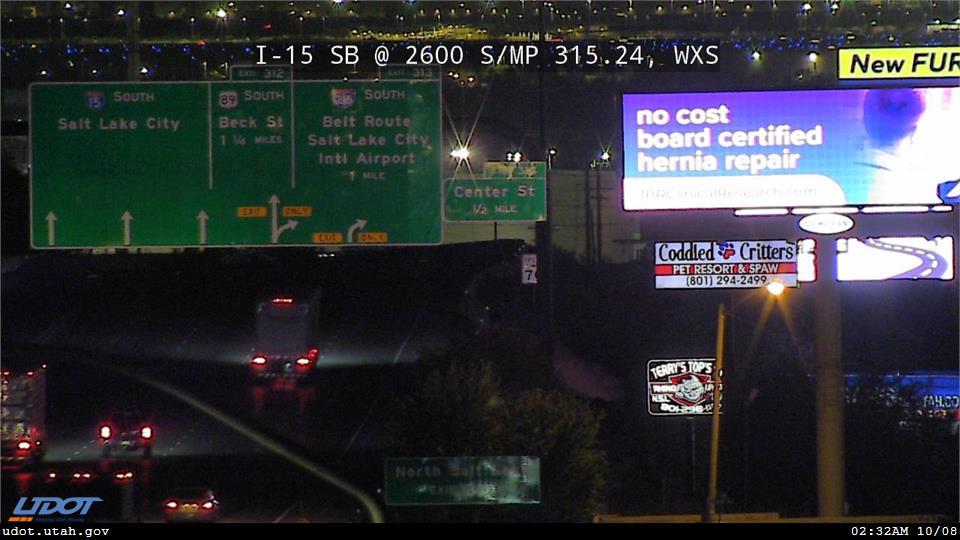 I-15 SB @ 2600 S/MP 315.24, WXS
New FUR
EXIT 312
EXIT 313
15 SOUTH
Salt Lake City
89 SOUTH
Beck St
1 ¼ MILES
SOUTH
Belt Route
Salt Lake City
Intl Airport
1 MILE
EXIT ONLY
EXIT ONLY
Center St
½ MILE
no cost
board certified
hernia repair
JBRClinicalResearch.com
Coddled Critters
PET RESORT & SPAW
(801) 294-2499
TERRY'S TOPS
RHINO
North Salt Lake
UDOT
udot.utah.gov
02:32AM 10/08